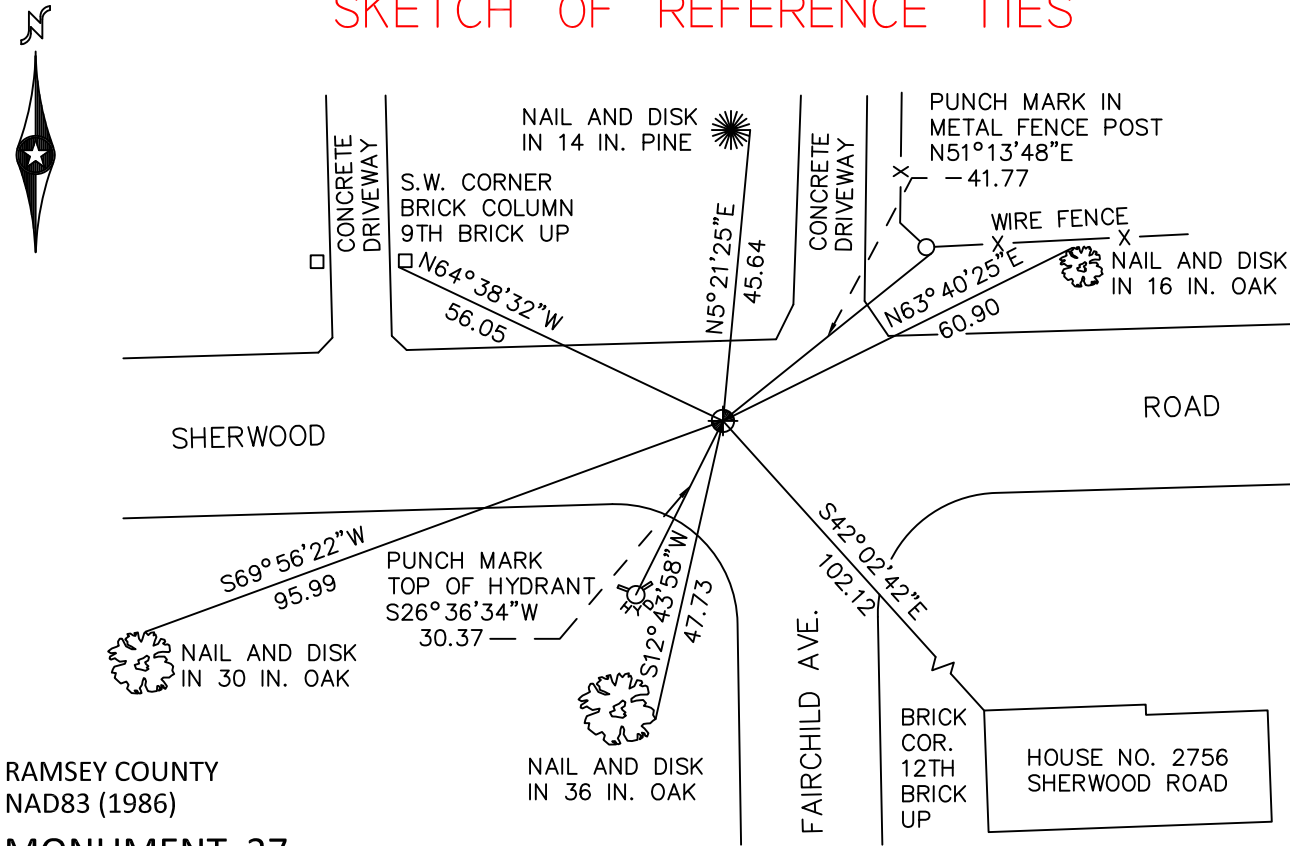 SKETCH OF REFERENCE TIES
N
NAIL AND DISK
IN 14 IN. PINE
PUNCH MARK IN
METAL FENCE POST
N51°13'48"E
41.77
CONCRETE
DRIVEWAY
S.W. CORNER
BRICK COLUMN
9TH BRICK UP
CONCRETE
DRIVEWAY
WIRE FENCE
X
X
X
NAIL AND DISK
IN 16 IN. OAK
N64°38'32"W
56.05
N5°21'25"E
45.64
N63°40'25"E
60.90
SHERWOOD
ROAD
S69°56'22"W
95.99
PUNCH MARK
TOP OF HYDRANT
S26°36'34"W
30.37
HYD
S12°43'58"W
47.73
S42°02'42"E
102.12
NAIL AND DISK
IN 30 IN. OAK
NAIL AND DISK
IN 36 IN. OAK
FAIRCHILD AVE.
BRICK
COR.
12TH
BRICK
UP
HOUSE NO. 2756
SHERWOOD ROAD
RAMSEY COUNTY
NAD83 (1986)
MONUMENT 27